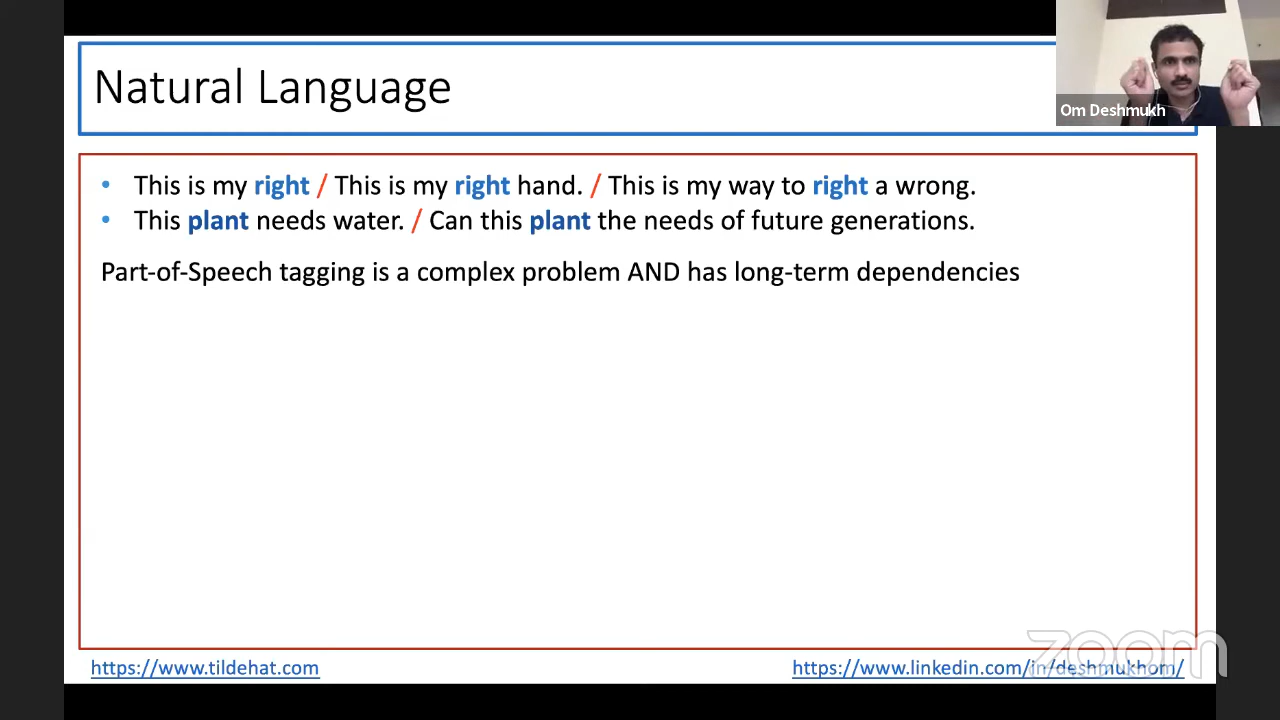 Natural Language
Om Deshmukh
• This is my right / This is my right hand. / This is my way to right a wrong.
• This plant needs water. / Can this plant the needs of future generations.
Part-of-Speech tagging is a complex problem AND has long-term dependencies
zoom
https://www.tildehat.com
https://www.linkedin.com/in/deshmukhom/